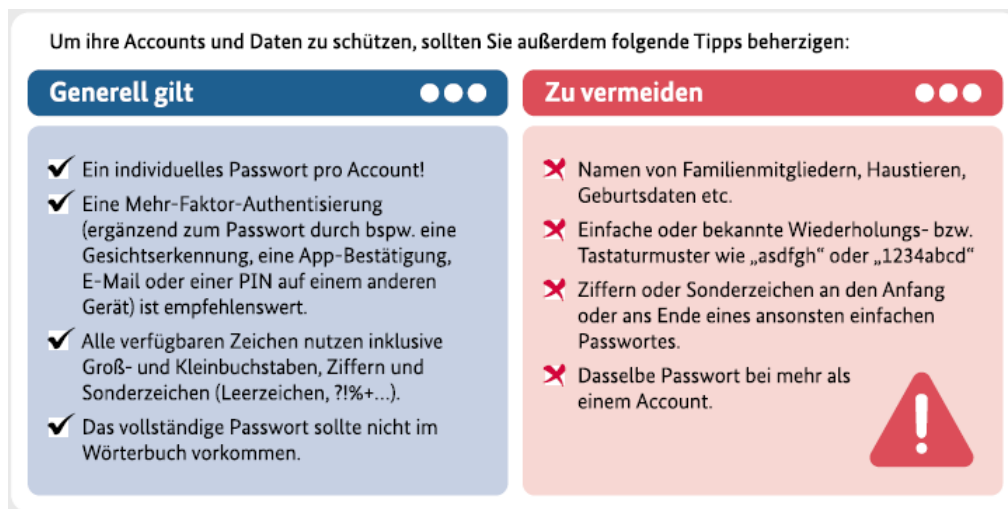 Um ihre Accounts und Daten zu schützen, sollten Sie außerdem folgende Tipps beherzigen:
Generell gilt
Ein individuelles Passwort pro Account!
Eine Mehr-Faktor-Authentisierung
(ergänzend zum Passwort durch bspw. eine
Gesichtserkennung, eine App-Bestätigung,
E-Mail oder einer PIN auf einem anderen
Gerät) ist empfehlenswert.
Alle verfügbaren Zeichen nutzen inklusive
Groß- und Kleinbuchstaben, Ziffern und
Sonderzeichen (Leerzeichen, ?!%+…).
Das vollständige Passwort sollte nicht im
Wörterbuch vorkommen.
Zu vermeiden
Namen von Familienmitgliedern, Haustieren,
Geburtsdaten etc.
Einfache oder bekannte Wiederholungs- bzw.
Tastaturmuster wie „asdfgh“ oder „1234abcd“
Ziffern oder Sonderzeichen an den Anfang
oder ans Ende eines ansonsten einfachen
Passwortes.
Dasselbe Passwort bei mehr als
einem Account.